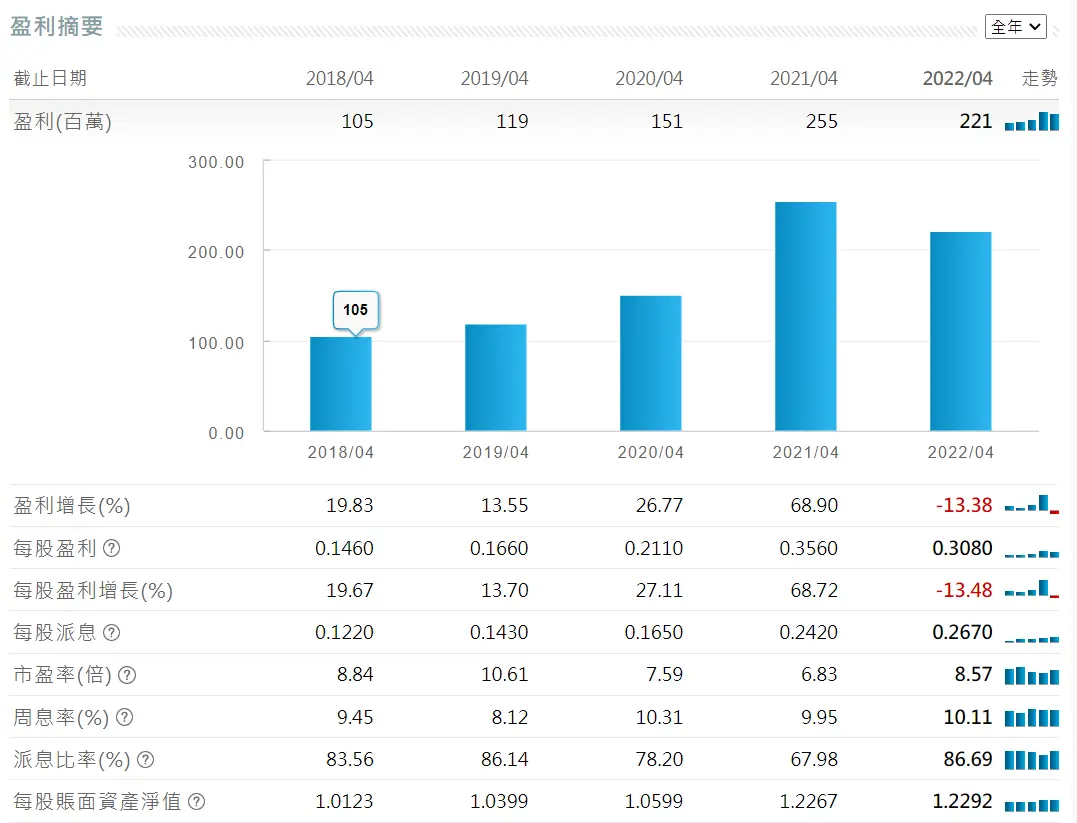 盈利摘要 全年
截止日期 2018/04 2019/04 2020/04 2021/04 2022/04 走勢
盈利(百萬) 105 119 151 255 221
300.00
200.00
105
100.00
0.00
2018/04 2019/04 2020/04 2021/04 2022/04
盈利增長(%) 19.83 13.55 26.77 68.90 -13.38
每股盈利 ? 0.1460 0.1660 0.2110 0.3560 0.3080
每股盈利增長(%) 19.67 13.70 27.11 68.72 -13.48
每股派息 ? 0.1220 0.1430 0.1650 0.2420 0.2670
市盈率(倍) ? 8.84 10.61 7.59 6.83 8.57
周息率(%) ? 9.45 8.12 10.31 9.95 10.11
派息比率(%) ? 83.56 86.14 78.20 67.98 86.69
每股賬面資產淨值 ? 1.0123 1.0399 1.0599 1.2267 1.2292